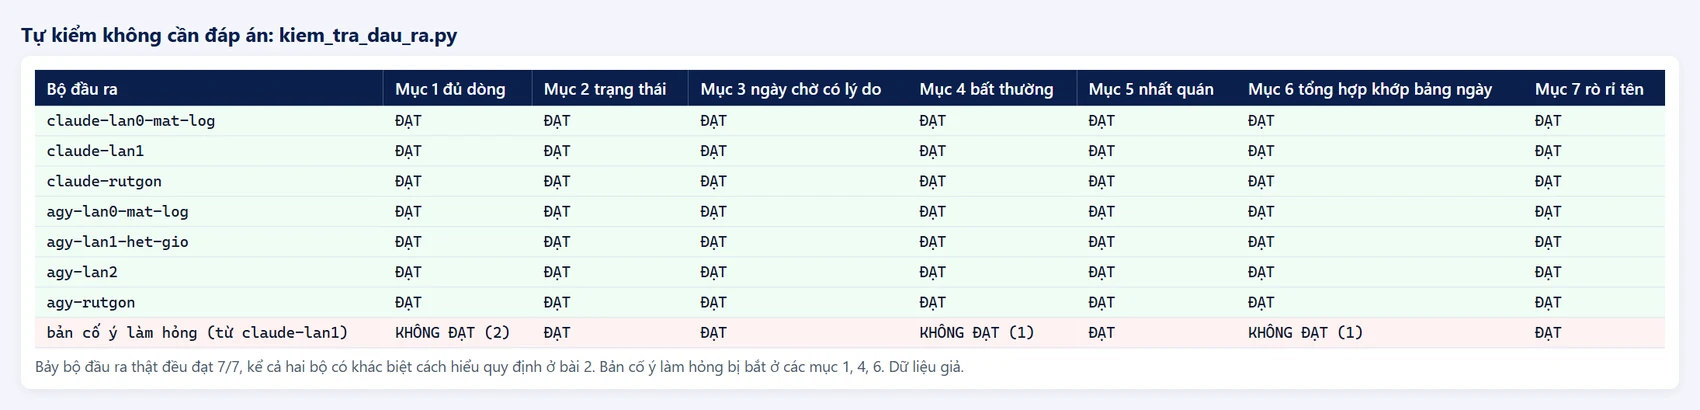 Tự kiểm không cần đáp án: kiem_tra_dau_ra.py
Bộ đầu ra Mục 1 đủ dòng Mục 2 trạng thái Mục 3 ngày chờ có lý do Mục 4 bất thường Mục 5 nhất quán Mục 6 tổng hợp khớp bảng ngày Mục 7 rò rỉ tên
claude-lan0-mat-log ĐẠT ĐẠT ĐẠT ĐẠT ĐẠT ĐẠT ĐẠT
claude-lan1 ĐẠT ĐẠT ĐẠT ĐẠT ĐẠT ĐẠT ĐẠT
claude-rutgon ĐẠT ĐẠT ĐẠT ĐẠT ĐẠT ĐẠT ĐẠT
agy-lan0-mat-log ĐẠT ĐẠT ĐẠT ĐẠT ĐẠT ĐẠT ĐẠT
agy-lan1-het-gio ĐẠT ĐẠT ĐẠT ĐẠT ĐẠT ĐẠT ĐẠT
agy-lan2 ĐẠT ĐẠT ĐẠT ĐẠT ĐẠT ĐẠT ĐẠT
agy-rutgon ĐẠT ĐẠT ĐẠT ĐẠT ĐẠT ĐẠT ĐẠT
bản cố ý làm hỏng (từ claude-lan1) KHÔNG ĐẠT (2) ĐẠT ĐẠT KHÔNG ĐẠT (1) ĐẠT KHÔNG ĐẠT (1) ĐẠT
Bảy bộ đầu ra thật đều đạt 7/7, kể cả hai bộ có khác biệt cách hiểu quy định ở bài 2. Bản cố ý làm hỏng bị bắt ở các mục 1, 4, 6. Dữ liệu giả.